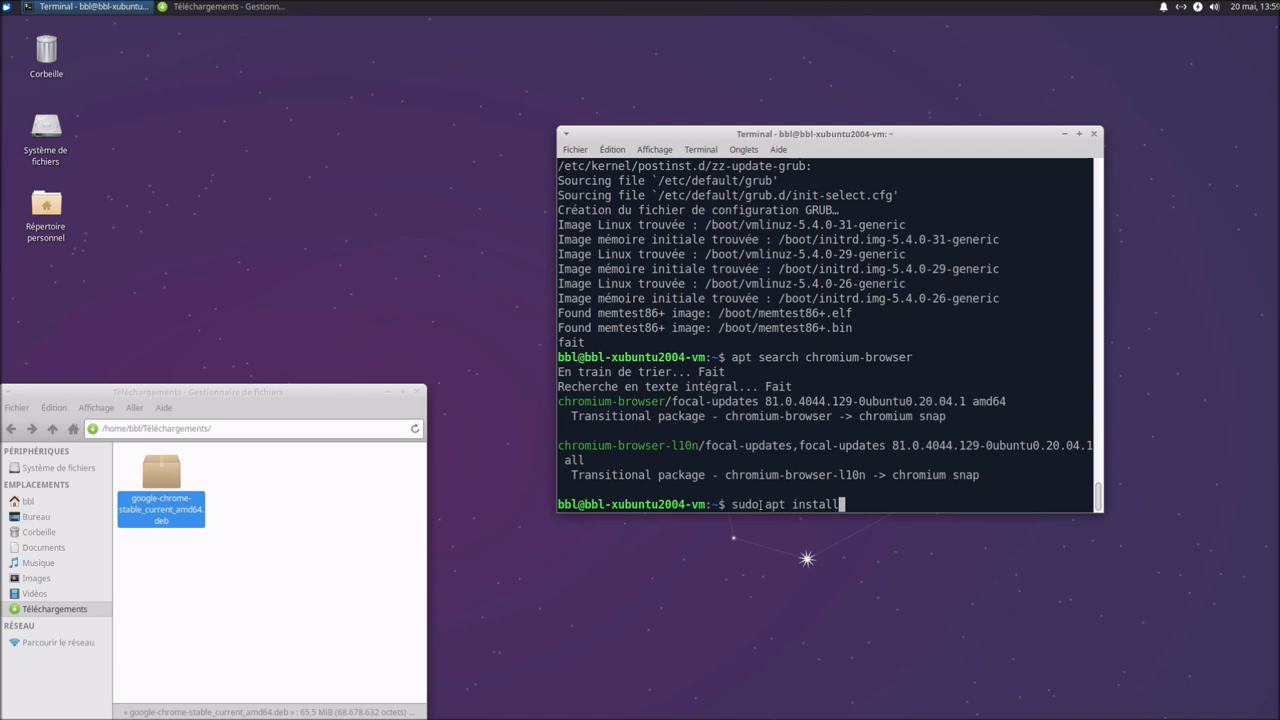 Terminal - bbl@bbl-xubuntu...
Téléchargements - Gestionn...
20 mai, 13:59
Corbeille
Système de
fichiers
Répertoire
personnel
Terminal - bbl@bbl-xubuntu2004-vm: ~
Fichier Édition Affichage Terminal Onglets Aide
/etc/kernel/postinst.d/zz-update-grub:
Sourcing file `/etc/default/grub'
Sourcing file `/etc/default/grub.d/init-select.cfg'
Création du fichier de configuration GRUB…
Image Linux trouvée : /boot/vmlinuz-5.4.0-31-generic
Image mémoire initiale trouvée : /boot/initrd.img-5.4.0-31-generic
Image Linux trouvée : /boot/vmlinuz-5.4.0-29-generic
Image mémoire initiale trouvée : /boot/initrd.img-5.4.0-29-generic
Image Linux trouvée : /boot/vmlinuz-5.4.0-26-generic
Image mémoire initiale trouvée : /boot/initrd.img-5.4.0-26-generic
Found memtest86+ image: /boot/memtest86+.elf
Found memtest86+ image: /boot/memtest86+.bin
fait
bbl@bbl-xubuntu2004-vm:~$ apt search chromium-browser
En train de trier... Fait
Recherche en texte intégral... Fait
chromium-browser/focal-updates 81.0.4044.129-0ubuntu0.20.04.1 amd64
Transitional package - chromium-browser -> chromium snap
chromium-browser-l10n/focal-updates,focal-updates 81.0.4044.129-0ubuntu0.20.04.1
all
Transitional package - chromium-browser-l10n -> chromium snap
bbl@bbl-xubuntu2004-vm:~$ sudo apt install
Téléchargements - Gestionnaire de fichiers
Fichier Édition Affichage Aller Aide
/home/bbl/Téléchargements/
PÉRIPHÉRIQUES
Système de fichiers
EMPLACEMENTS
bbl
Bureau
Corbeille
Documents
Musique
Images
Vidéos
Téléchargements
RÉSEAU
Parcourir le réseau
google-chrome-
stable_current_amd64.
deb
« google-chrome-stable_current_amd64.deb » : 65,5 MiB (68.678.632 octets) ...